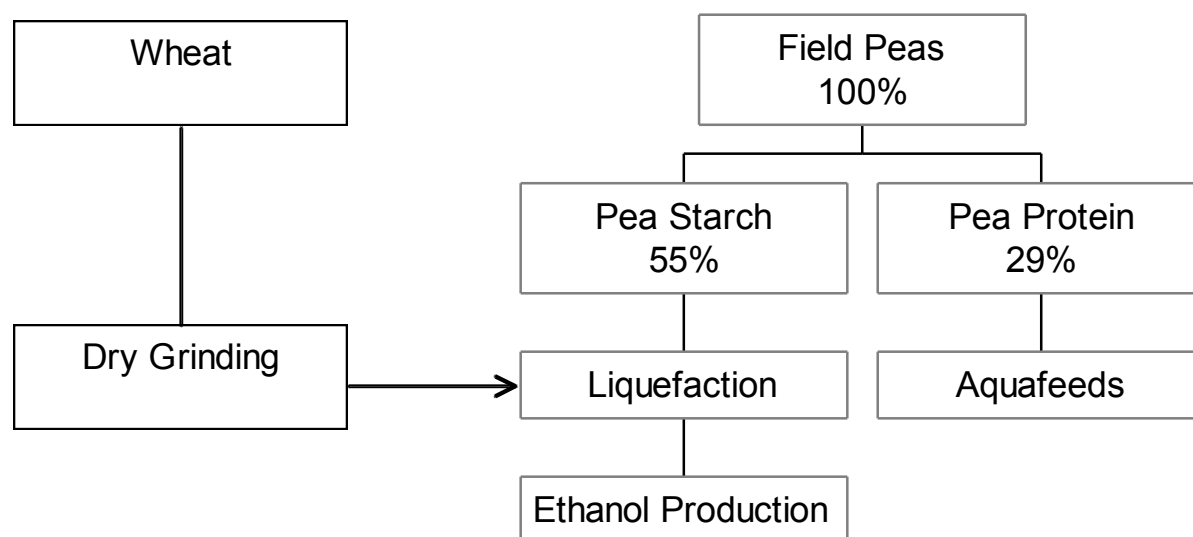 Wheat
Field Peas
100%
Pea Starch
55%
Pea Protein
29%
Dry Grinding
Liquefaction
Aquafeeds
Ethanol Production